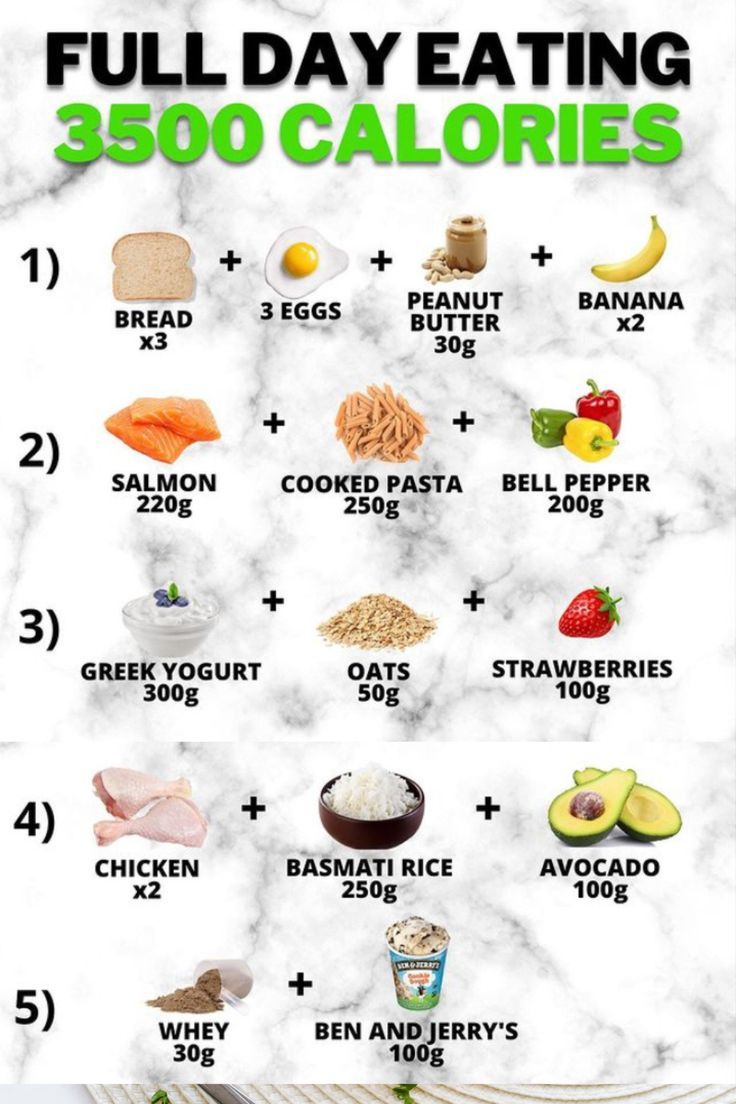 FULL DAY EATING
3500 CALORIES
1)
BREAD
x3
+
3 EGGS
+
PEANUT
BUTTER
30g
+
BANANA
x2
2)
SALMON
220g
+
COOKED PASTA
250g
+
BELL PEPPER
200g
3)
GREEK YOGURT
300g
+
OATS
50g
+
STRAWBERRIES
100g
4)
CHICKEN
x2
+
BASMATI RICE
250g
+
AVOCADO
100g
5)
WHEY
30g
+
BEN & JERRY'S
Cookie
Dough
BEN AND JERRY'S
100g